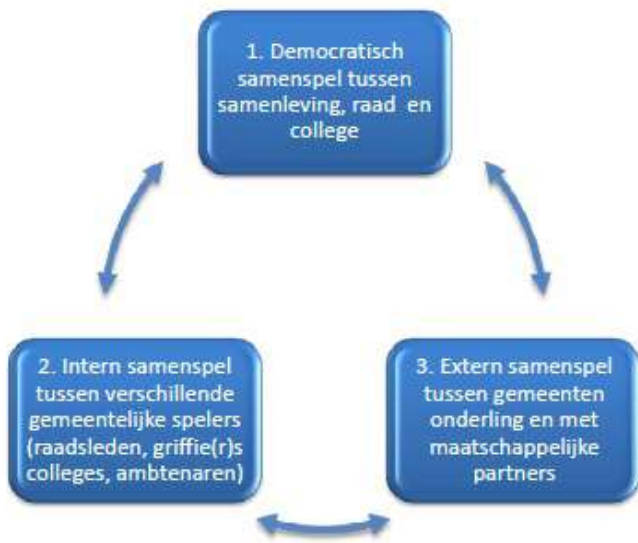 1. Democratisch
samenspel tussen
samenleving, raad en
college
2. Intern samenspel
tussen verschillende
gemeentelijke spelers
(raadsleden, griffie(r)s
colleges, ambtenaren)
3. Extern samenspel
tussen gemeenten
onderling en met
maatschappelijke
partners